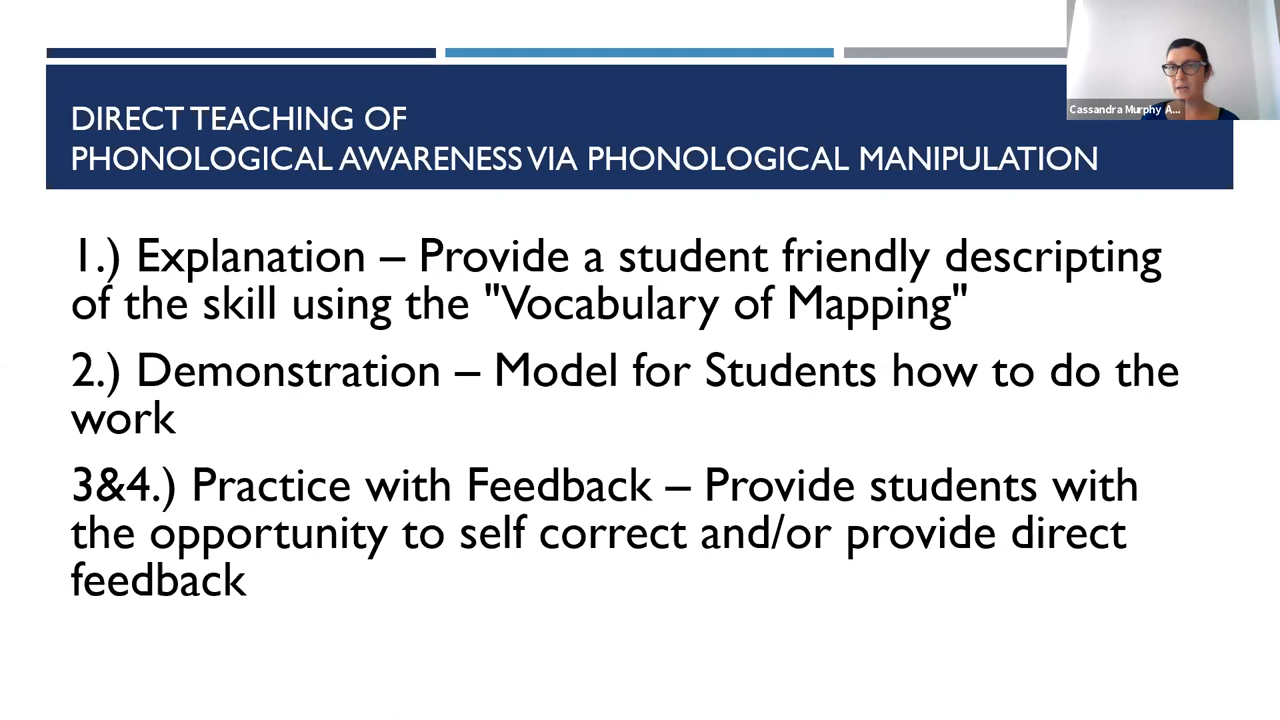 DIRECT TEACHING OF
PHONOLOGICAL AWARENESS VIA PHONOLOGICAL MANIPULATION
Cassandra Murphy A...
1.) Explanation – Provide a student friendly descripting
of the skill using the "Vocabulary of Mapping"
2.) Demonstration – Model for Students how to do the
work
3&4.) Practice with Feedback – Provide students with
the opportunity to self correct and/or provide direct
feedback